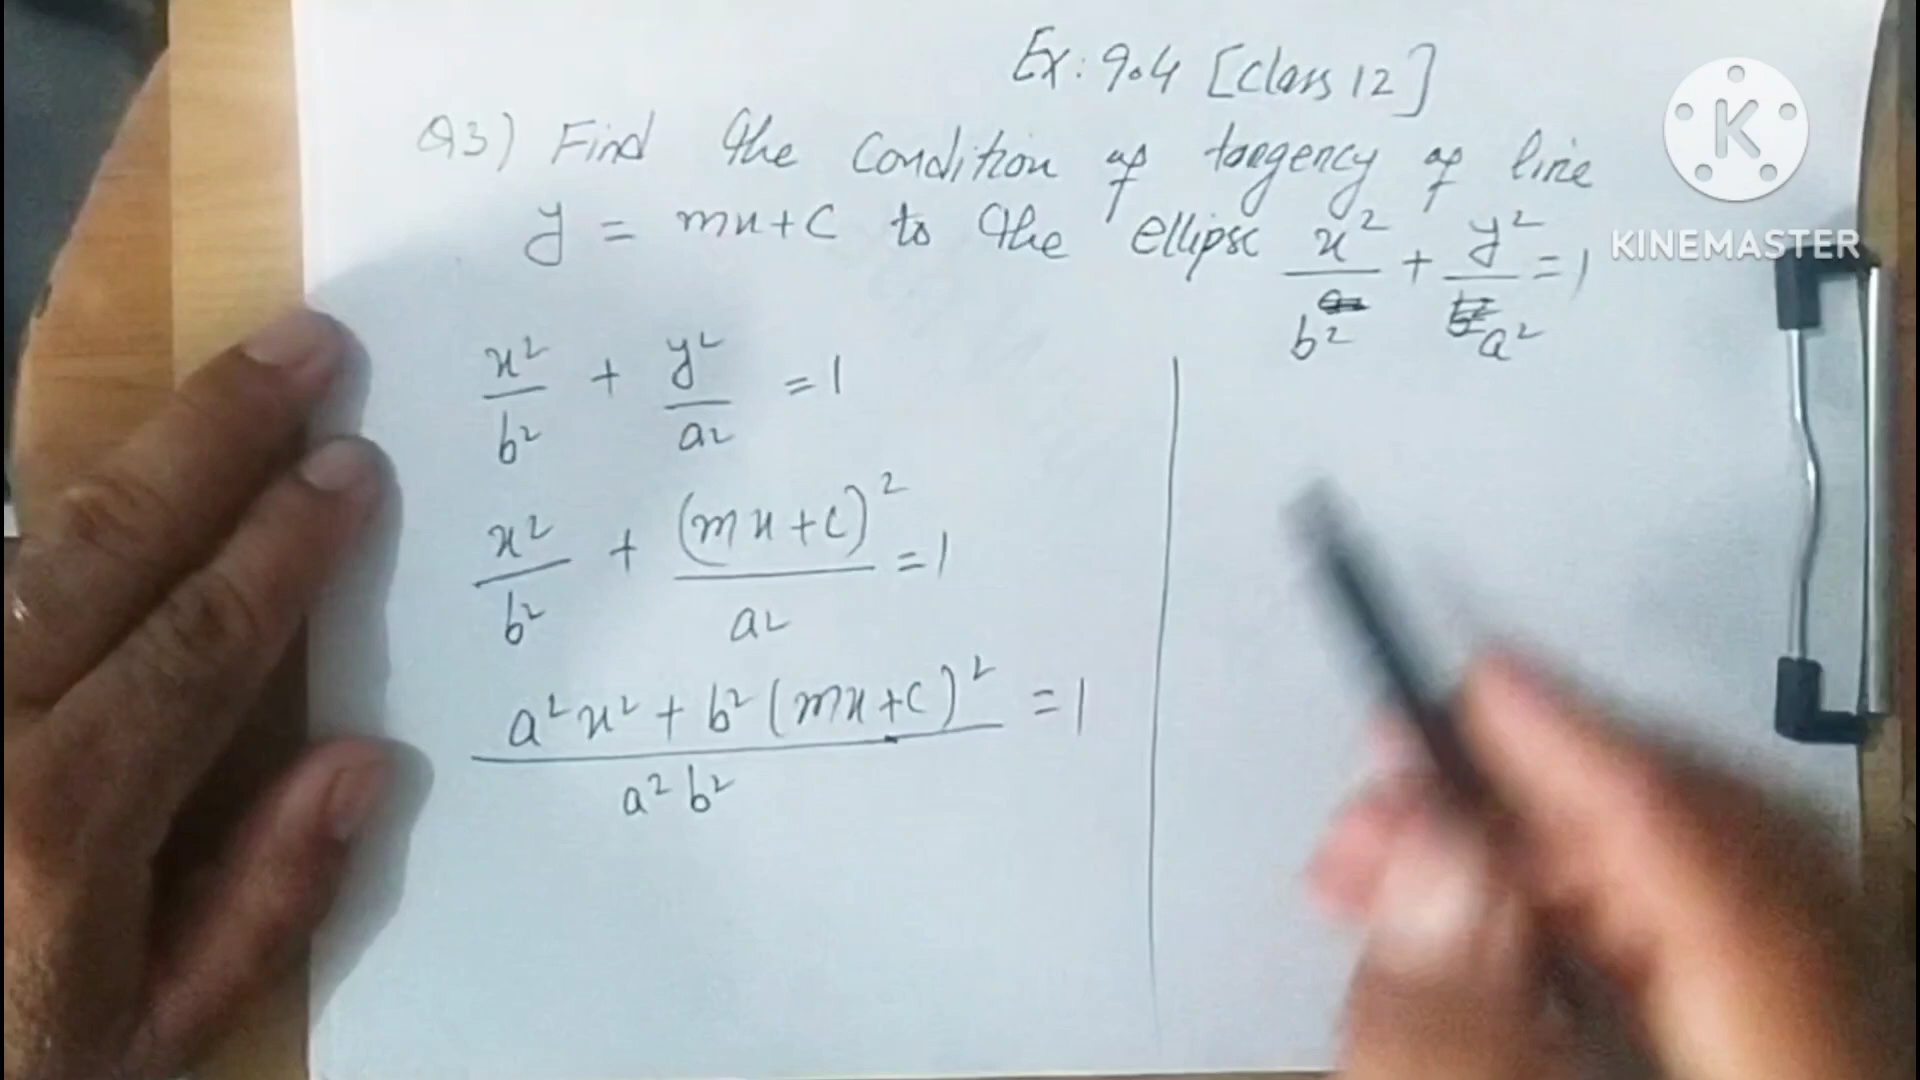 Ex: 9.4 [Class 12]
Q3) Find the condition of tangency of line
y = mx+c to the ellipse x²/b² + y²/a² = 1
K
KINEMASTER
x²/b² + y²/a² = 1
x²/b² + (mx+c)²/a² = 1
a²x² + b²(mx+c)²/a²b² = 1